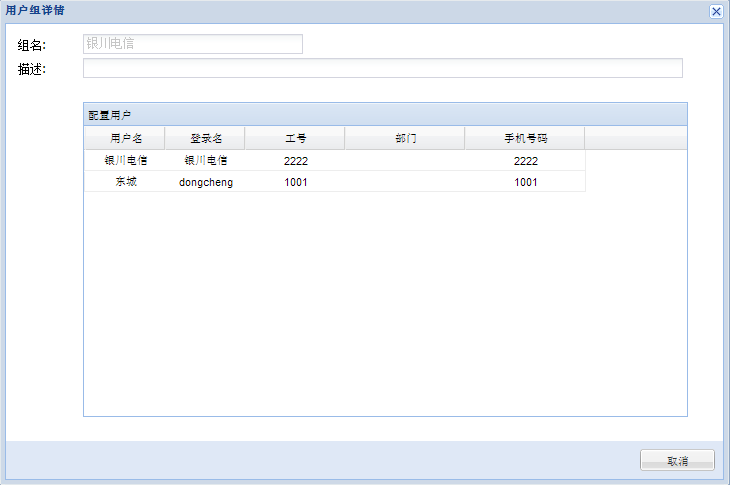 用户组详情
组名: 银川电信
描述:
配置用户
用户名 登录名 工号 部门 手机号码
银川电信 银川电信 2222 2222
东城 dongcheng 1001 1001
取消